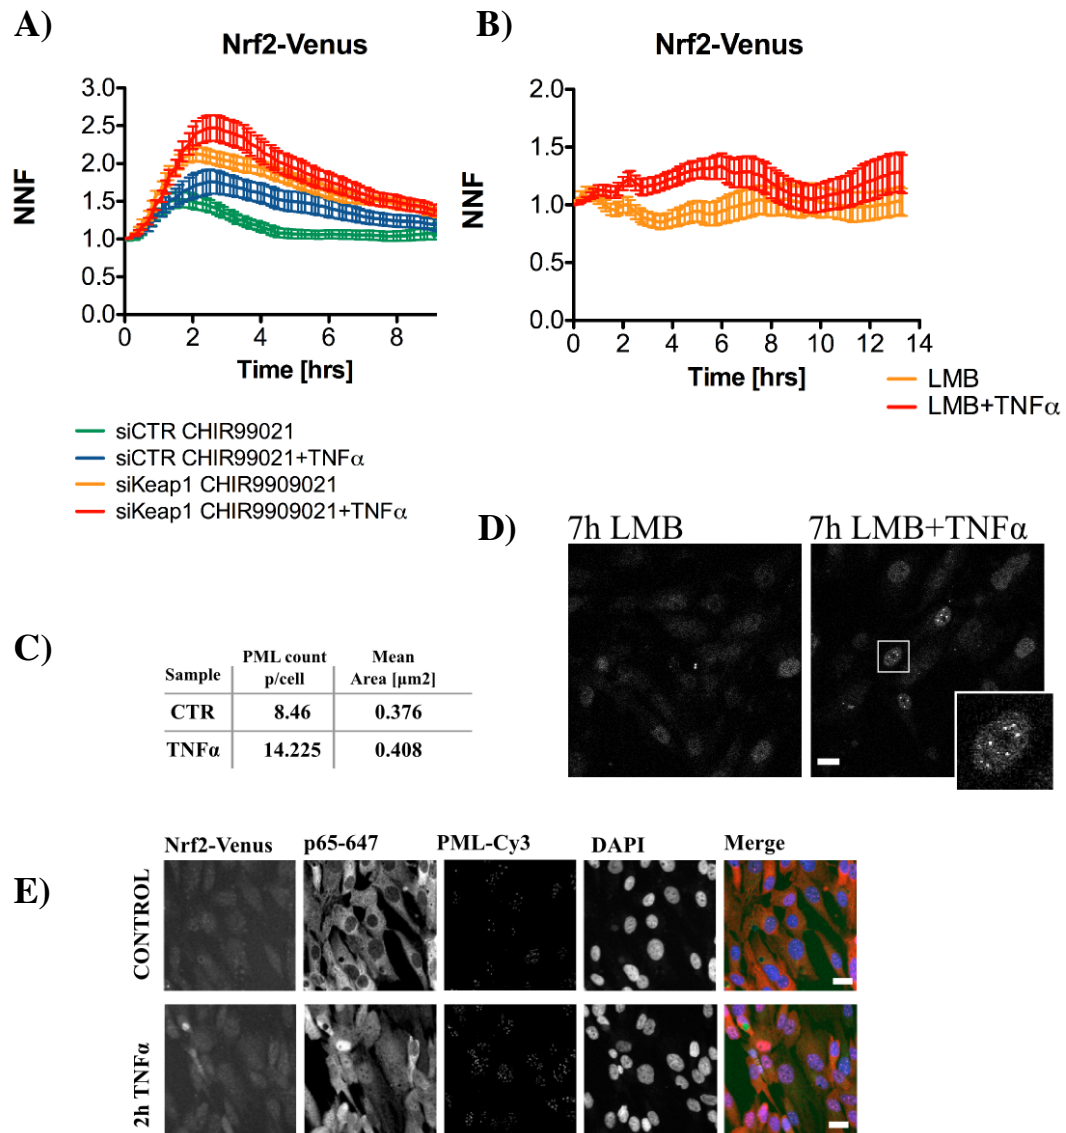 A)
Nrf2-Venus
NNF
3.0
2.5
2.0
1.5
1.0
0.5
0.0
0 2 4 6 8
Time [hrs]
siCTR CHIR99021
siCTR CHIR99021+TNFα
siKeap1 CHIR9909021
siKeap1 CHIR9909021+TNFα
B)
Nrf2-Venus
NNF
2.0
1.5
1.0
0.5
0.0
0 2 4 6 8 10 12 14
Time [hrs]
LMB
LMB+TNFα
C)
Sample PML count p/cell Mean Area [µm2]
CTR 8.46 0.376
TNFα 14.225 0.408
D)
7h LMB 7h LMB+TNFα
E)
Nrf2-Venus p65-647 PML-Cy3 DAPI Merge
CONTROL
2h TNFα